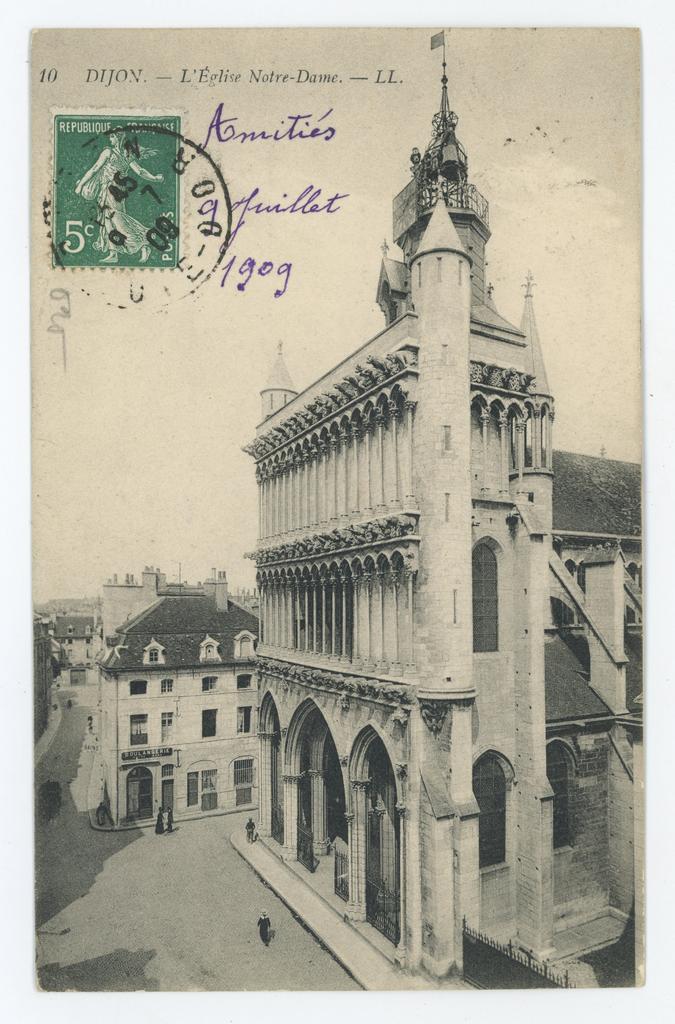 10 DIJON. — L'Église Notre-Dame. — LL.
REPUBLIQUE FRANÇAISE
5c
POSTES
Amitiés
9 Juillet
1909
BOULANGERIE